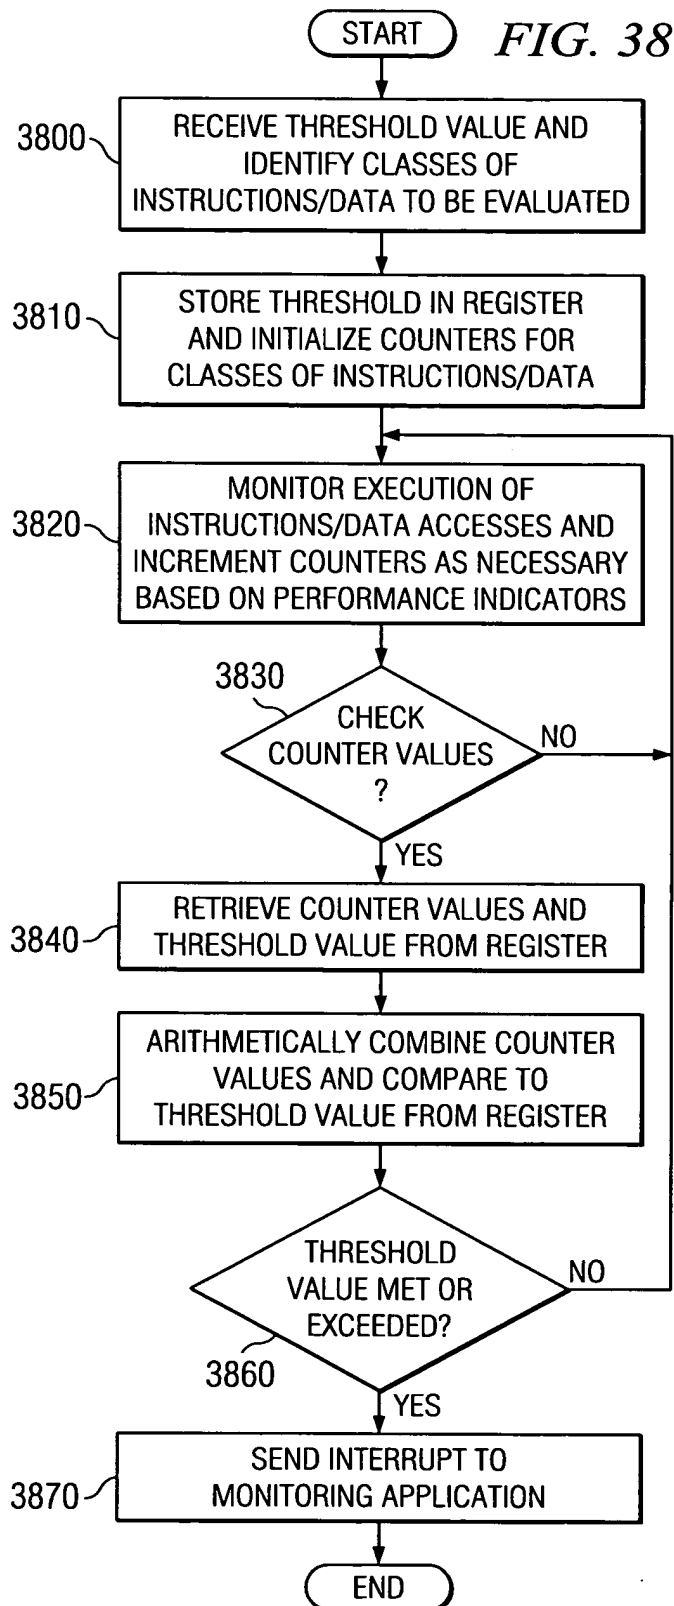 START
FIG. 38
3800
RECEIVE THRESHOLD VALUE AND
IDENTIFY CLASSES OF
INSTRUCTIONS/DATA TO BE EVALUATED
3810
STORE THRESHOLD IN REGISTER
AND INITIALIZE COUNTERS FOR
CLASSES OF INSTRUCTIONS/DATA
3820
MONITOR EXECUTION OF
INSTRUCTIONS/DATA ACCESSES AND
INCREMENT COUNTERS AS NECESSARY
BASED ON PERFORMANCE INDICATORS
3830
CHECK
COUNTER VALUES
?
NO
YES
3840
RETRIEVE COUNTER VALUES AND
THRESHOLD VALUE FROM REGISTER
3850
ARITHMETICALLY COMBINE COUNTER
VALUES AND COMPARE TO
THRESHOLD VALUE FROM REGISTER
THRESHOLD
VALUE MET OR
EXCEEDED?
NO
3860
YES
3870
SEND INTERRUPT TO
MONITORING APPLICATION
END